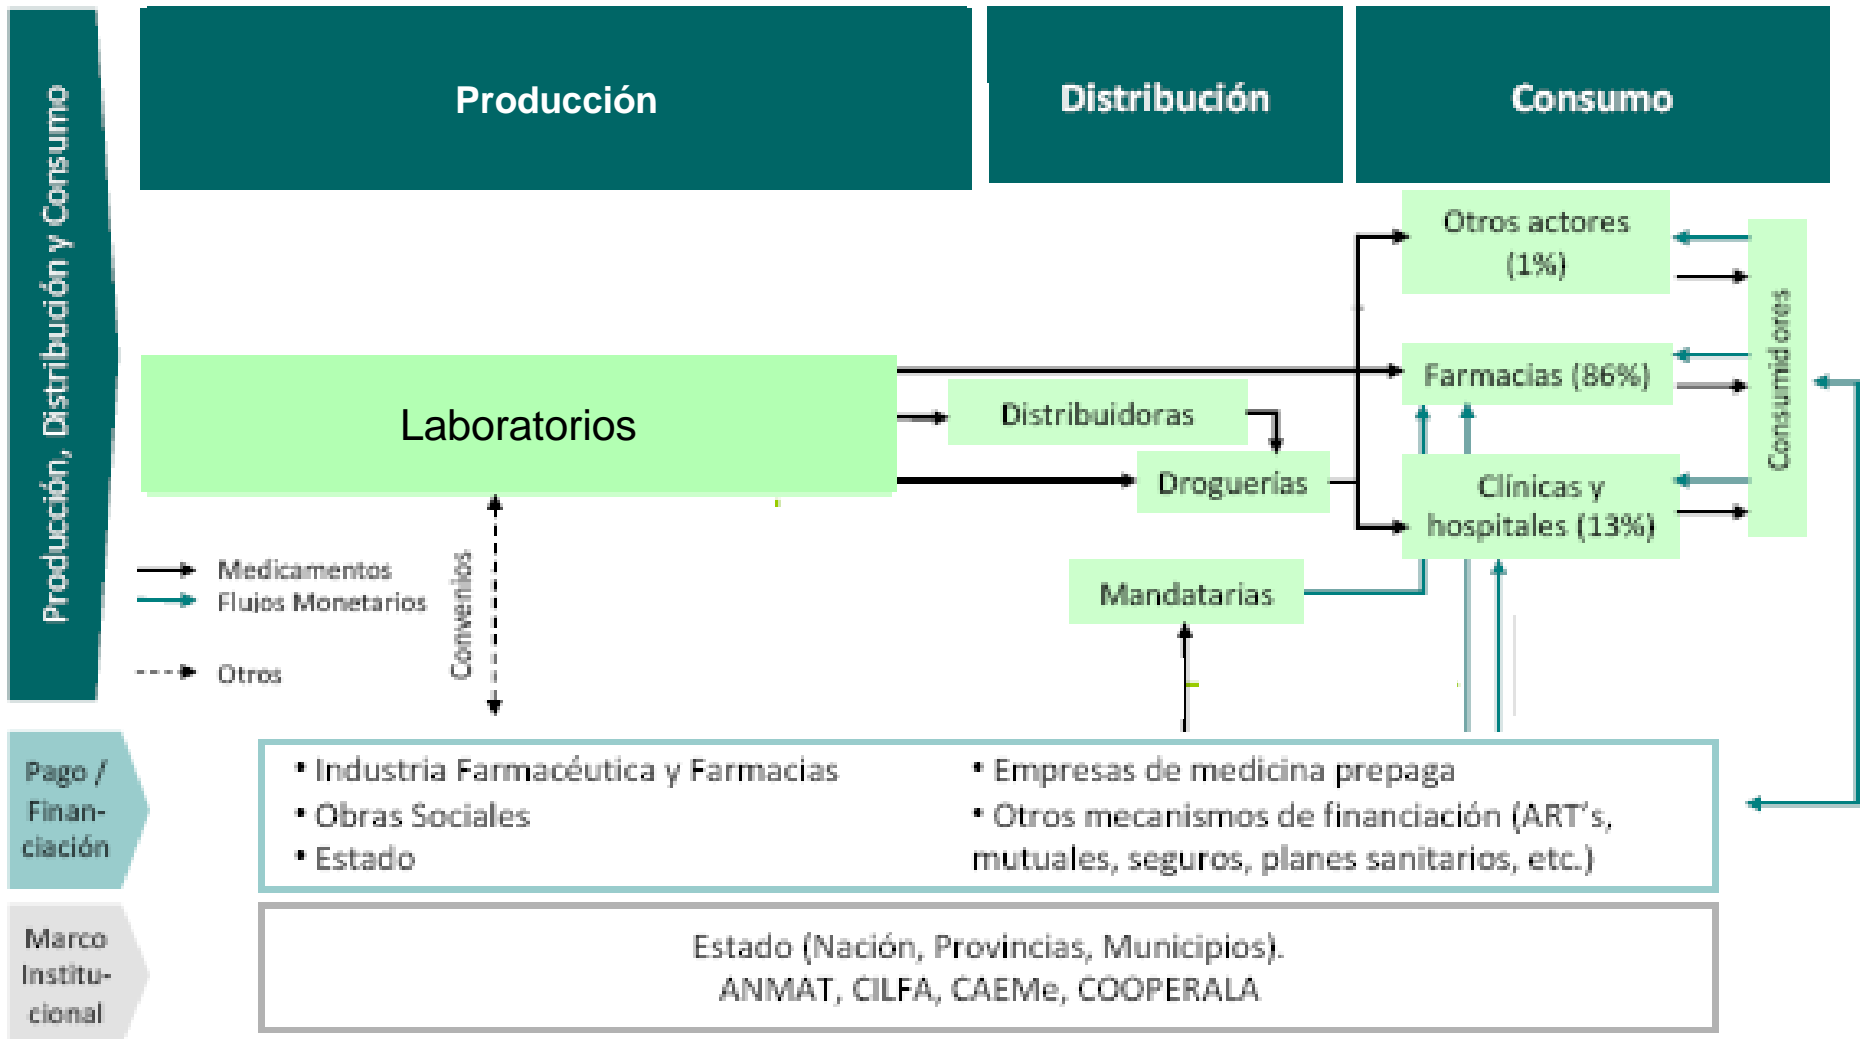 Producción, Distribución y Consumo
Producción
Distribución
Consumo
Otros actores
(1%)
Farmacias (86%)
Clínicas y
hospitales (13%)
Consumidores
Laboratorios
Distribuidoras
Droguerías
Mandatarias
Medicamentos
Flujos Monetarios
Otros
Convenios
Pago /
Finan-
ciación
• Industria Farmacéutica y Farmacias
• Obras Sociales
• Estado
• Empresas de medicina prepaga
• Otros mecanismos de financiación (ART's,
mutuales, seguros, planes sanitarios, etc.)
Marco
Institu-
cional
Estado (Nación, Provincias, Municipios).
ANMAT, CILFA, CAEMe, COOPERALA